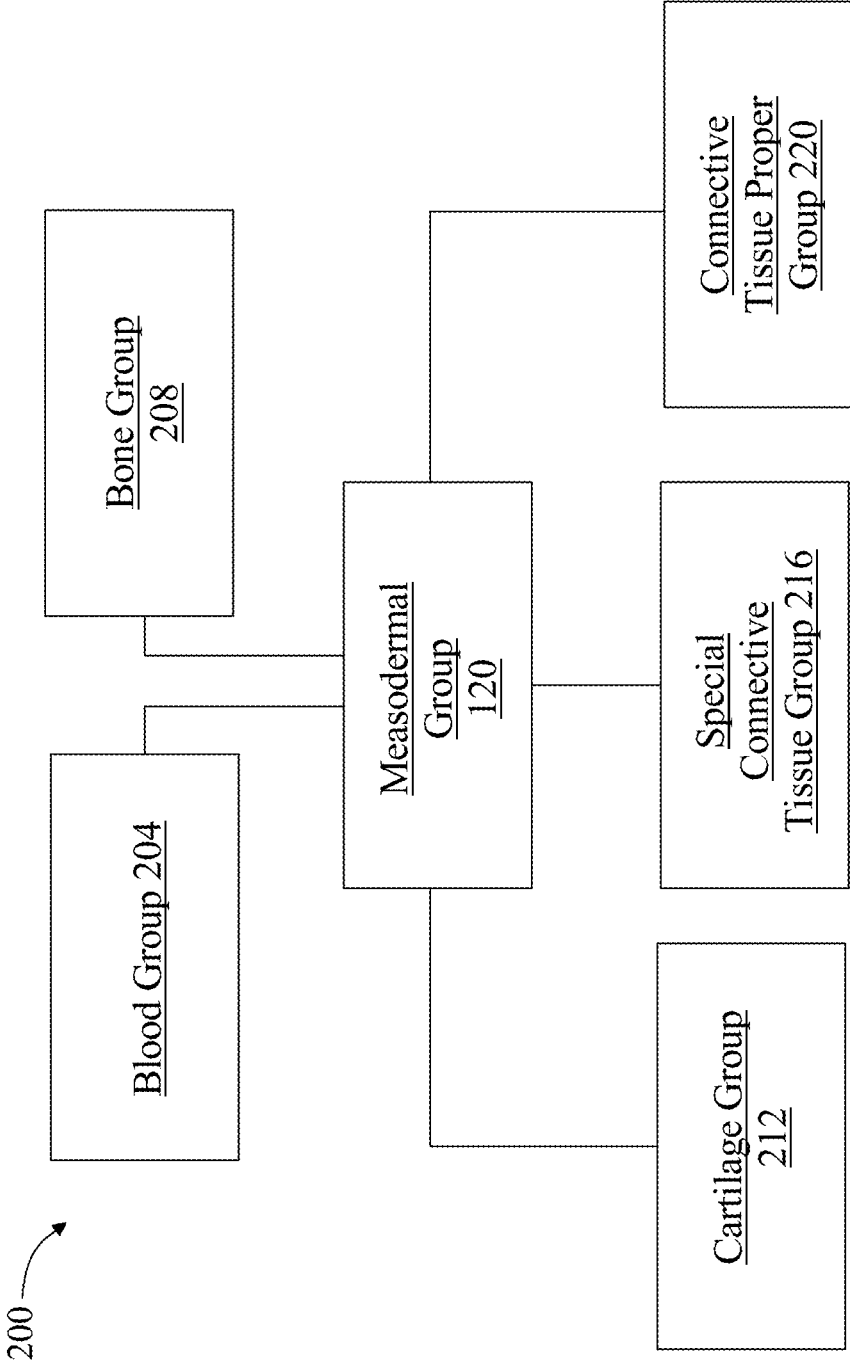 200
Blood Group 204
Bone Group
208
Measodermal
Group
120
Cartilage Group
212
Special
Connective
Tissue Group 216
Connective
Tissue Proper
Group 220